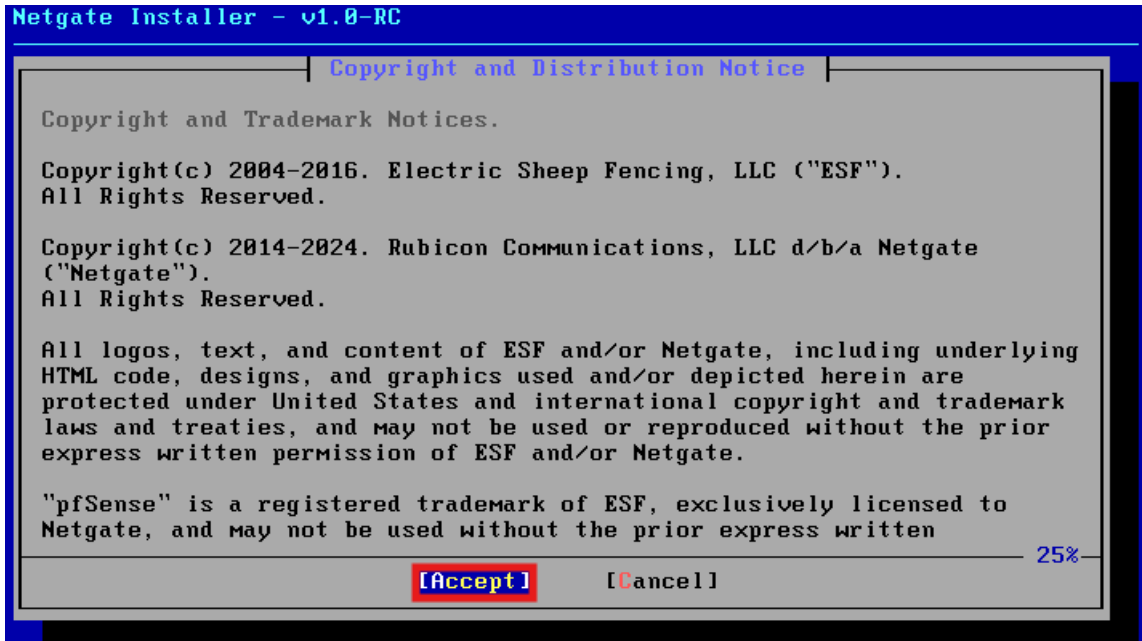 Netgate Installer - v1.0-RC
Copyright and Distribution Notice
Copyright and Trademark Notices.
Copyright(c) 2004-2016. Electric Sheep Fencing, LLC ("ESF").
All Rights Reserved.
Copyright(c) 2014-2024. Rubicon Communications, LLC d/b/a Netgate
("Netgate").
All Rights Reserved.
All logos, text, and content of ESF and/or Netgate, including underlying
HTML code, designs, and graphics used and/or depicted herein are
protected under United States and international copyright and trademark
laws and treaties, and may not be used or reproduced without the prior
express written permission of ESF and/or Netgate.
"pfSense" is a registered trademark of ESF, exclusively licensed to
Netgate, and may not be used without the prior express written
25%
[Accept] [Cancel]